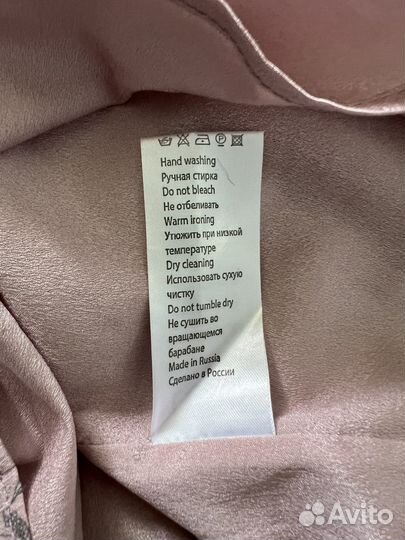 Hand washing
Ручная стирка
Do not bleach
Не отбеливать
Warm ironing
Утюжить при низкой
температуре
Dry cleaning
Использовать сухую
чистку
Do not tumble dry
Не сушить во
вращающемся
барабане
Made in Russia
Сделано в России
Avito